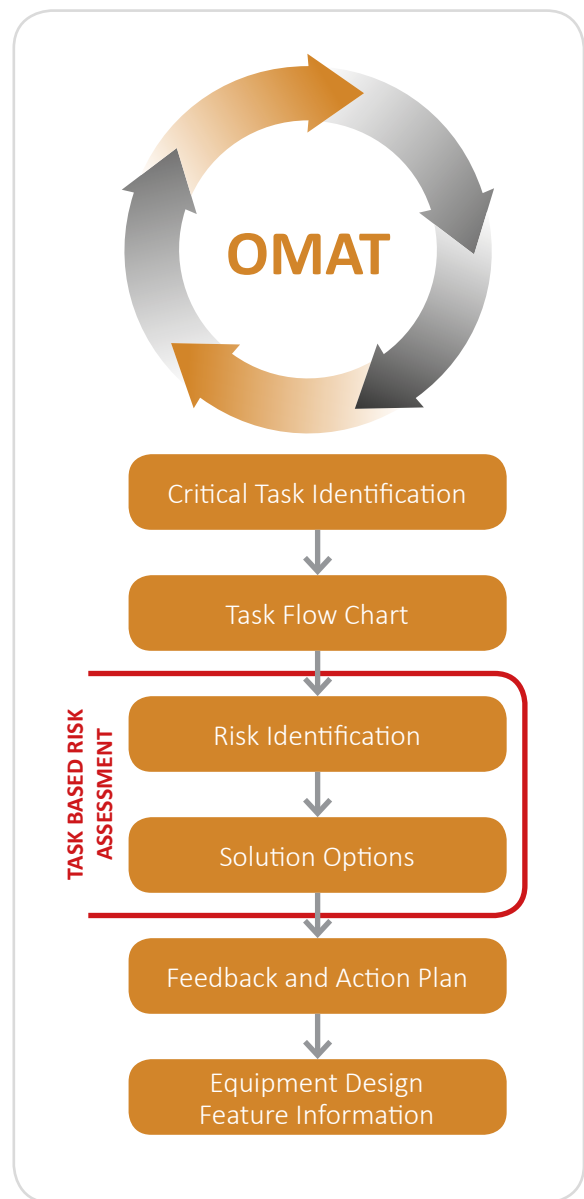 OMAT
Critical Task Identification
Task Flow Chart
TASK BASED RISK
ASSESSMENT
Risk Identification
Solution Options
Feedback and Action Plan
Equipment Design
Feature Information